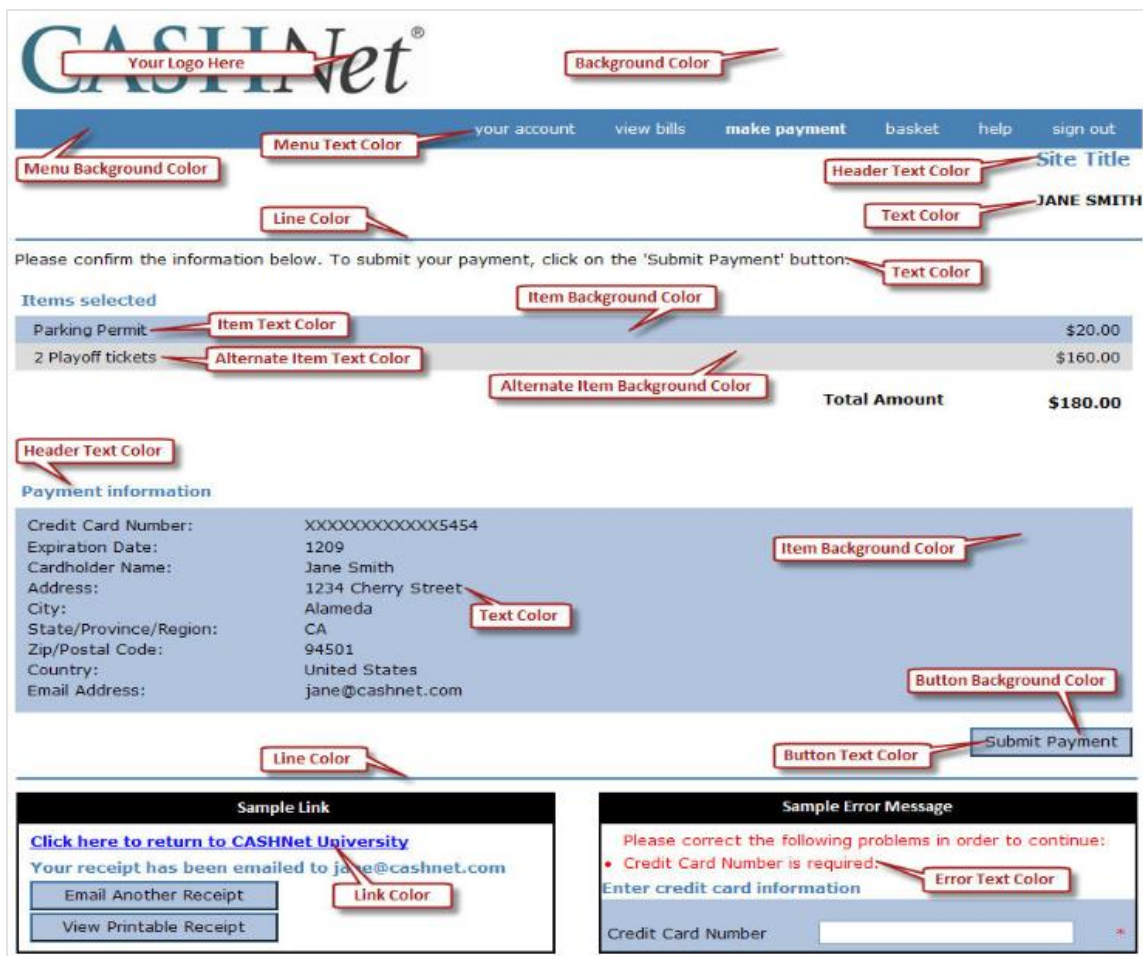 CASHNet®
Your Logo Here
Background Color
your account view bills make payment basket help sign out
Menu Text Color
Menu Background Color
Site Title
Header Text Color
JANE SMITH
Text Color
Line Color
Please confirm the information below. To submit your payment, click on the 'Submit Payment' button.
Text Color
Items selected
Item Background Color
Parking Permit $20.00
Item Text Color
2 Playoff tickets $160.00
Alternate Item Text Color
Alternate Item Background Color
Total Amount $180.00
Header Text Color
Payment information
Credit Card Number: XXXXXXXXXXXX5454
Expiration Date: 1209
Item Background Color
Cardholder Name: Jane Smith
Address: 1234 Cherry Street
City: Alameda
Text Color
State/Province/Region: CA
Zip/Postal Code: 94501
Country: United States
Email Address: jane@cashnet.com
Button Background Color
Submit Payment
Button Text Color
Line Color
Sample Link
Click here to return to CASHNet University
Your receipt has been emailed to jane@cashnet.com
Email Another Receipt
Link Color
View Printable Receipt
Sample Error Message
Please correct the following problems in order to continue:
• Credit Card Number is required.
Error Text Color
Enter credit card information
Credit Card Number *